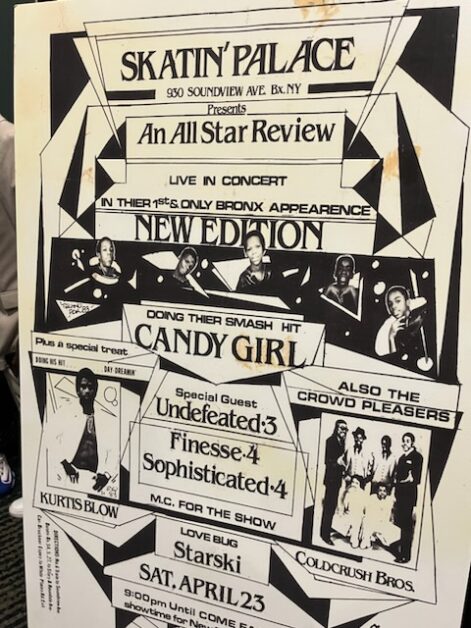 SKATIN' PALACE
930 SOUNDVIEW AVE. Bx. NY
Presents
An All Star Review
LIVE IN CONCERT
IN THIER 1st & ONLY BRONX APPEARENCE
NEW EDITION
DOING THIER SMASH HIT
CANDY GIRL
Plus A special treat
DOING HIS HIT DAY DREAMIN'
KURTIS BLOW
Special Guest
Undefeated·3
Finesse·4
Sophisticated·4
M.C. FOR THE SHOW
LOVE BUG
Starski
ALSO THE
CROWD PLEASERS
COLDCRUSH BROS.
SAT. APRIL 23
9:00pm Until
showtime for
DIRECTIONS: